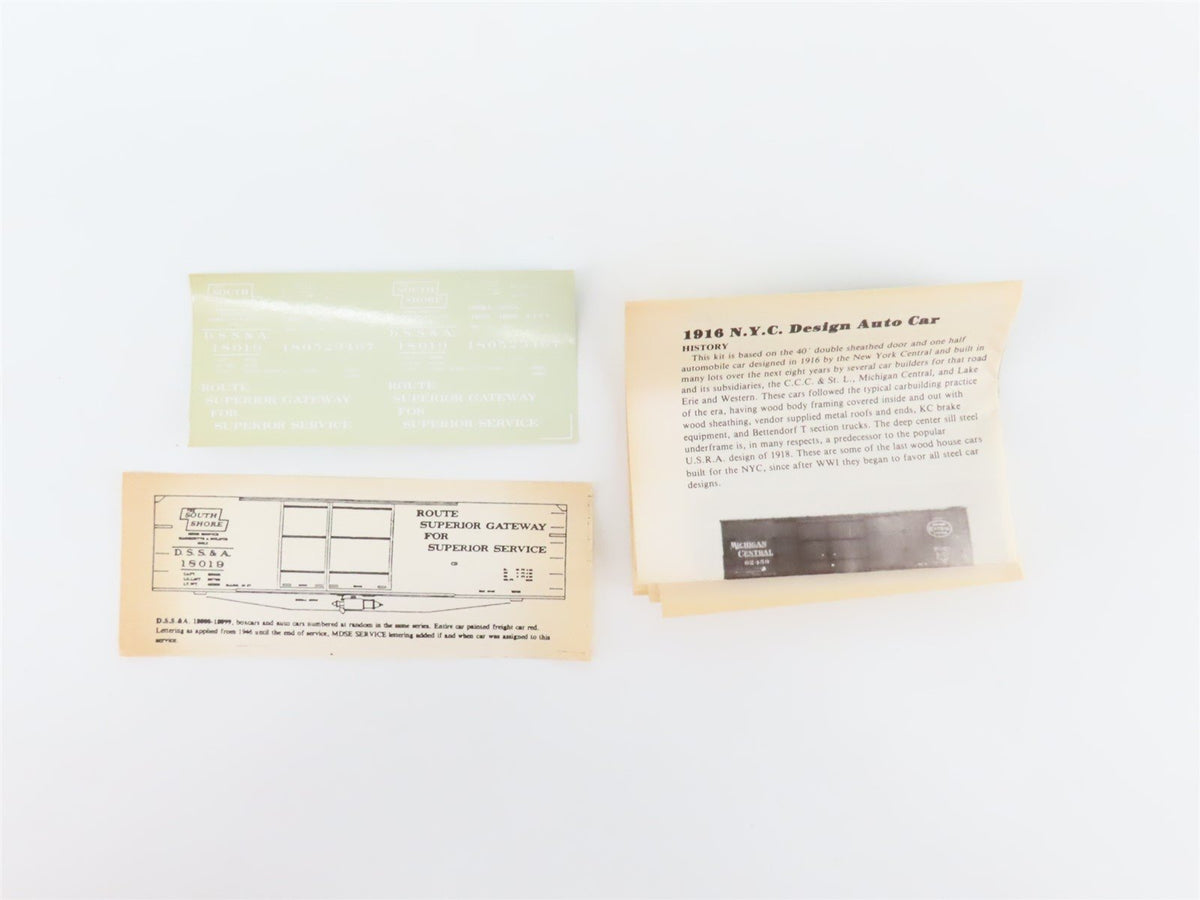 SOUTH
SOUTH
SHORE
D.S.S.& A.
D.S.S.& A.
18019
180523467
18019
180523467
ROUTE
SUPERIOR GATEWAY
FOR
SUPERIOR SERVICE
ROUTE
SUPERIOR GATEWAY
FOR
SUPERIOR SERVICE
THE
SOUTH
SHORE
D.S.S.& A.
18019
CAPY.
LD. LMT.
LT. WT.
ROUTE
SUPERIOR GATEWAY
FOR
SUPERIOR SERVICE
D.S.S.&A. boxcars and auto cars numbered at random in the same series. Entire car painted freight car red.
Lettering as applied from 1946 until the end of service, MDSE SERVICE lettering added if and when car was assigned to this
service.
1916 N.Y.C. Design Auto Car
HISTORY
This kit is based on the 40' double sheathed door and one half
automobile car designed in 1916 by the New York Central and built in
many lots over the next eight years by several car builders for that road
and its subsidiaries, the C.C.C. & St. L., Michigan Central, and Lake
Erie and Western. These cars followed the typical carbuilding practice
of the era, having wood body framing covered inside and out with
wood sheathing, vendor supplied metal roofs and ends, KC brake
equipment, and Bettendorf T section trucks. The deep center sill steel
underframe is, in many respects, a predecessor to the popular
U.S.R.A. design of 1918. These are some of the last wood house cars
built for the NYC, since after WWI they began to favor all steel car
designs.
MICHIGAN
CENTRAL